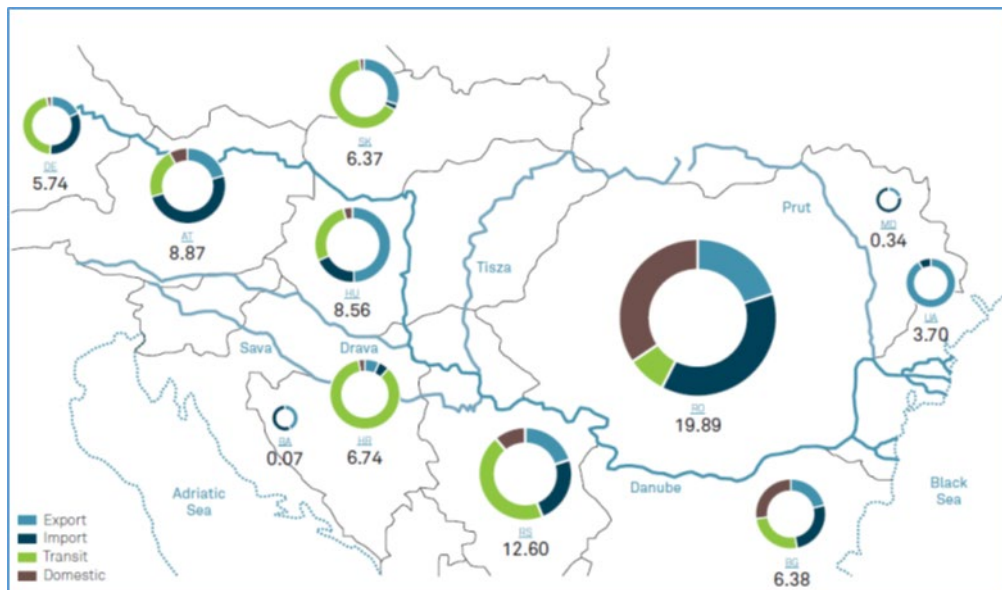 SK
6.37
DE
5.74
AT
8.87
HU
8.56
Tisza
Prut
MD
0.34
UA
3.70
Sava
Drava
BA
0.07
HR
6.74
RO
19.89
Adriatic
Sea
RS
12.60
Danube
BG
6.38
Black
Sea
Export
Import
Transit
Domestic